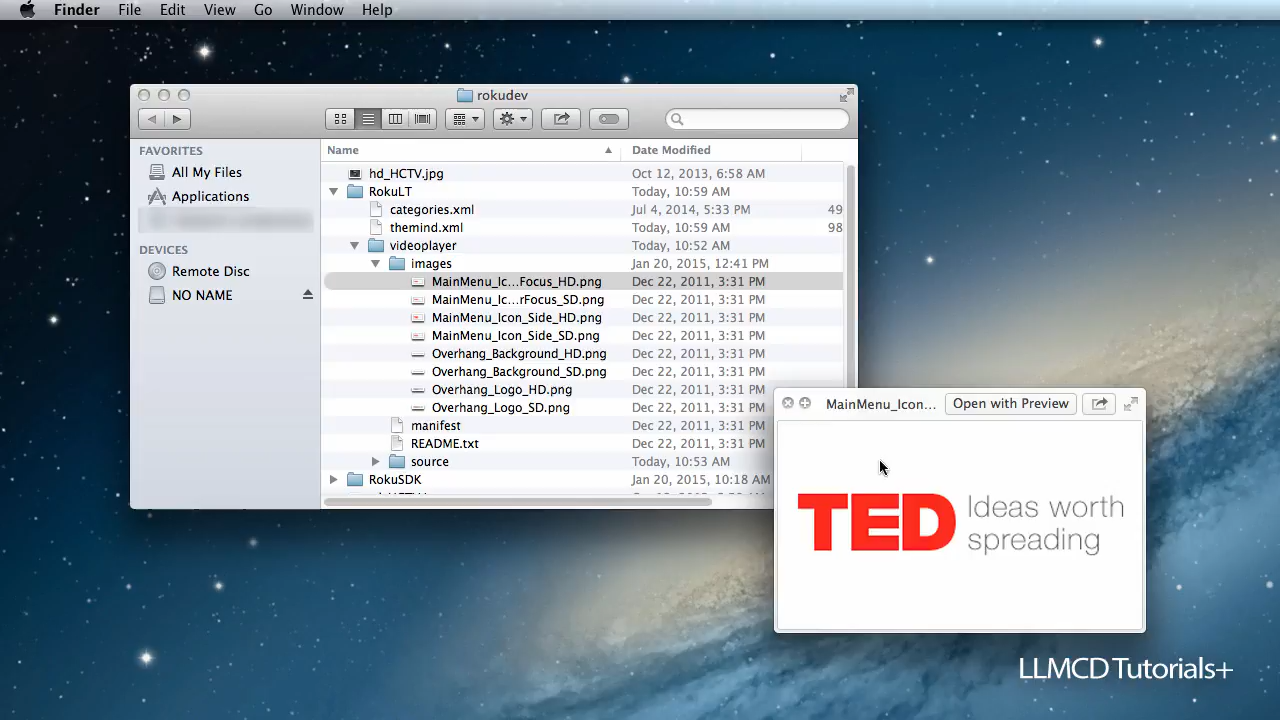 Finder File Edit View Go Window Help
rokudev
Name Date Modified
FAVORITES
All My Files
Applications
DEVICES
Remote Disc
NO NAME
hd_HCTV.jpg Oct 12, 2013, 6:58 AM
RokuLT Today, 10:59 AM
categories.xml Jul 4, 2014, 5:33 PM 49
themind.xml Today, 10:59 AM 98
videoplayer Today, 10:52 AM
images Jan 20, 2015, 12:41 PM
MainMenu_Ic...Focus_HD.png Dec 22, 2011, 3:31 PM
MainMenu_Ic...rFocus_SD.png Dec 22, 2011, 3:31 PM
MainMenu_Icon_Side_HD.png Dec 22, 2011, 3:31 PM
MainMenu_Icon_Side_SD.png Dec 22, 2011, 3:31 PM
Overhang_Background_HD.png Dec 22, 2011, 3:31 PM
Overhang_Background_SD.png Dec 22, 2011, 3:31 PM
Overhang_Logo_HD.png Dec 22, 2011, 3:31 PM
Overhang_Logo_SD.png Dec 22, 2011, 3:31 PM
manifest Dec 22, 2011, 3:31 PM
README.txt Dec 22, 2011, 3:31 PM
source Today, 10:53 AM
RokuSDK Jan 20, 2015, 10:18 AM
MainMenu_Icon... Open with Preview
TED Ideas worth
spreading
LLMCD Tutorials+